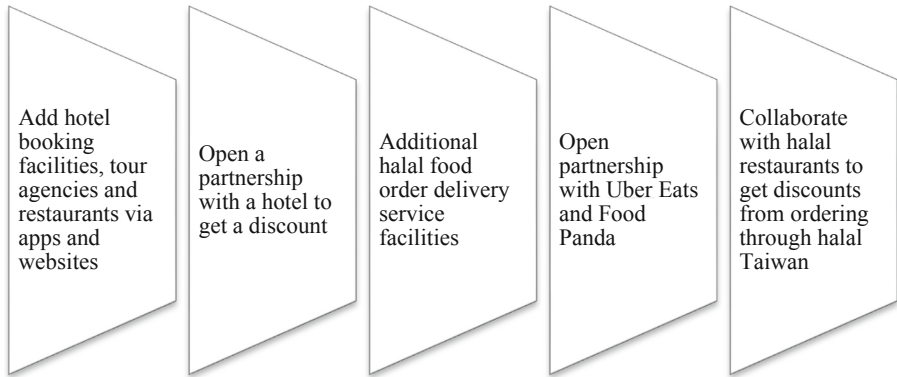 Add hotel
booking
facilities, tour
agencies and
restaurants via
apps and
websites
Open a
partnership
with a hotel to
get a discount
Additional
halal food
order delivery
service
facilities
Open
partnership
with Uber Eats
and Food
Panda
Collaborate
with halal
restaurants to
get discounts
from ordering
through halal
Taiwan